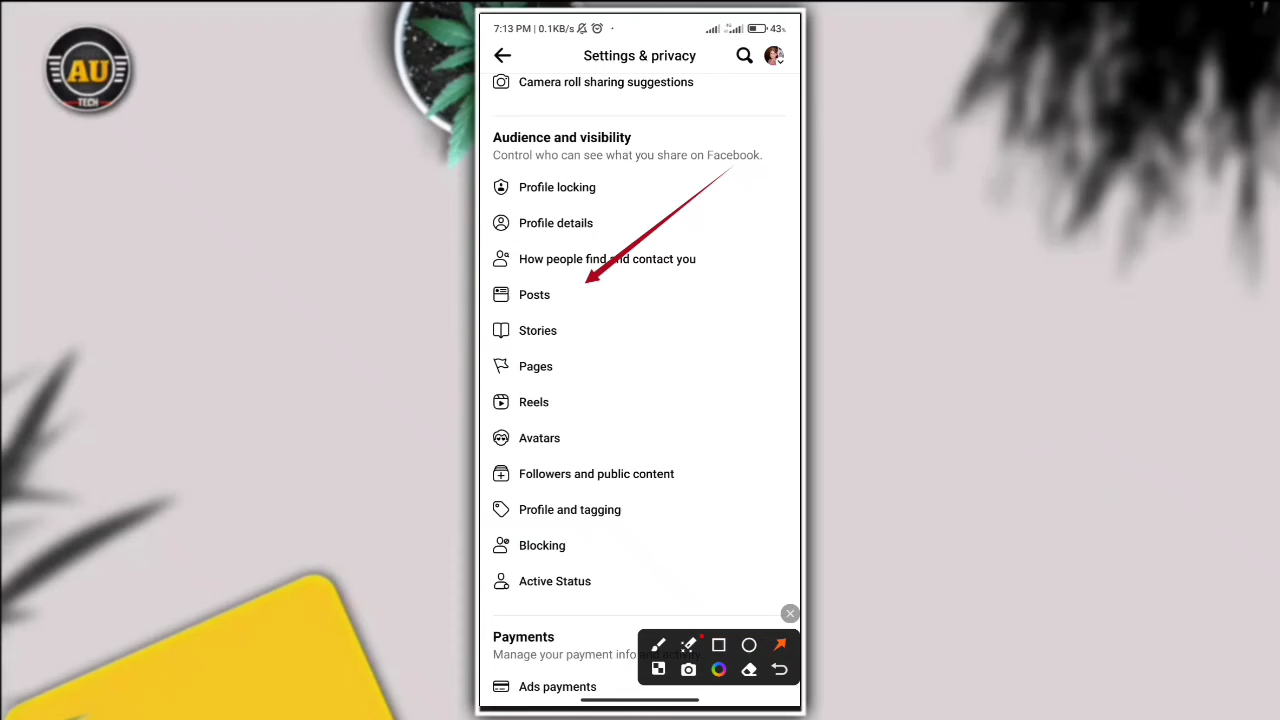 AU
TECH
7:13 PM | 0.1KB/s
4G
43%
Settings & privacy
Camera roll sharing suggestions
Audience and visibility
Control who can see what you share on Facebook.
Profile locking
Profile details
How people find and contact you
Posts
Stories
Pages
Reels
Avatars
Followers and public content
Profile and tagging
Blocking
Active Status
Payments
Manage your payment info and activity.
Ads payments